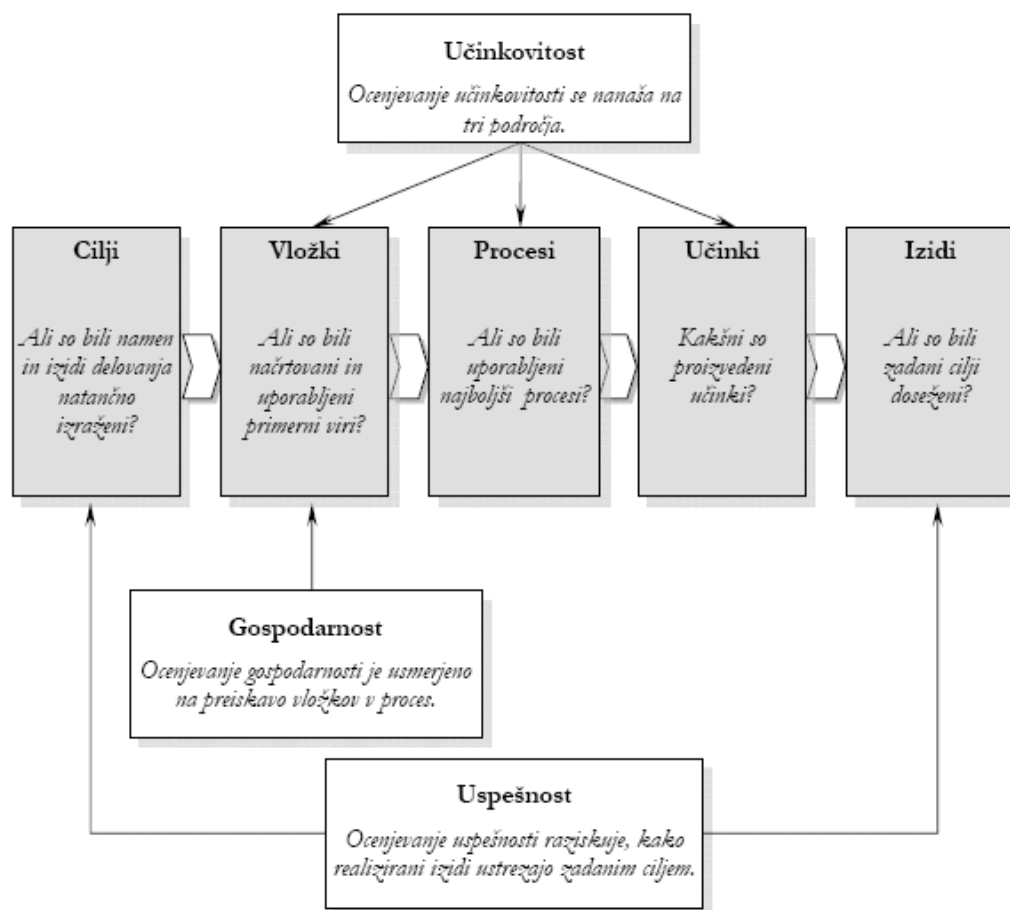 Učinkovitost
Ocenjevanje učinkovitosti se nanaša na
tri področja.
Cilji
Ali so bili namen
in izidi delovanja
natančno
izraženi?
Vložki
Ali so bili
načrtovani in
uporabljeni
primerni viri?
Procesi
Ali so bili
uporabljeni
najboljši procesi?
Učinki
Kakšni so
proizvedeni
učinki?
Izidi
Ali so bili
zadani cilji
doseženi?
Gospodarnost
Ocenjevanje gospodarnosti je usmerjeno
na preiskavo vložkov v proces.
Uspešnost
Ocenjevanje uspešnosti raziskuje, kako
realizirani izidi ustrezajo zadanim ciljem.